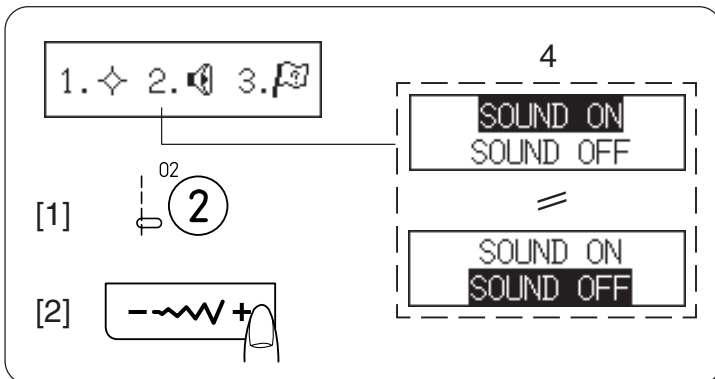 1. 2. 3.
4
SOUND ON
SOUND OFF
SOUND ON
SOUND OFF
[1] 02 2
[2] - +